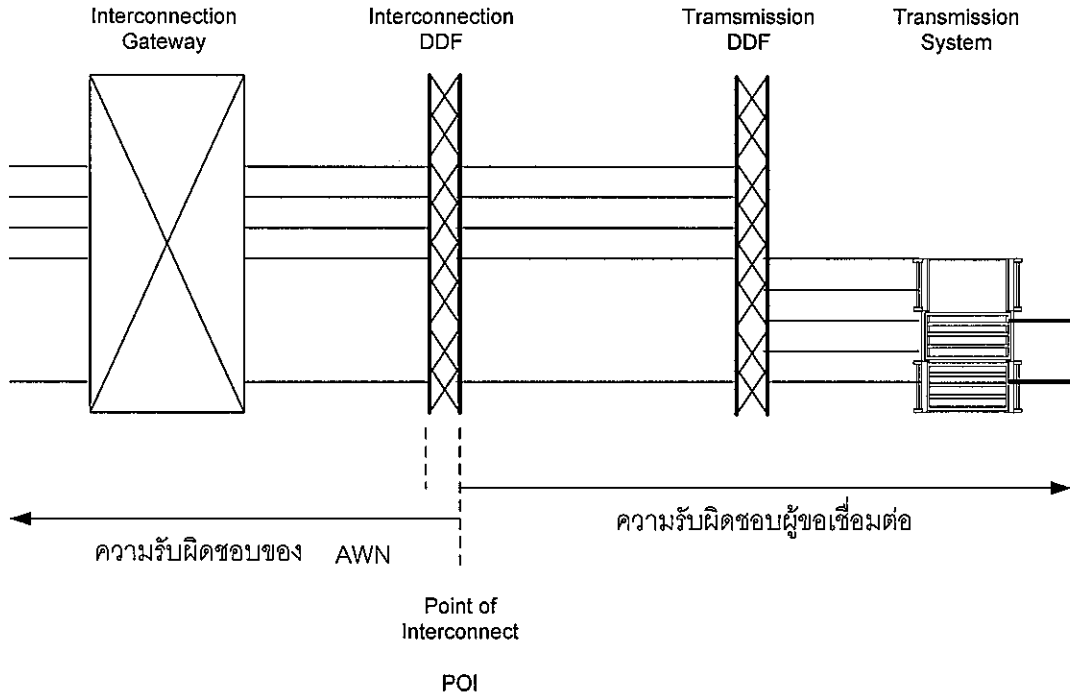 Interconnection
Gateway
Interconnection
DDF
Tramsmission
DDF
Transmission
System
ความรับผิดชอบของ AWN
ความรับผิดชอบผู้ขอเชื่อมต่อ
Point of
Interconnect
POI